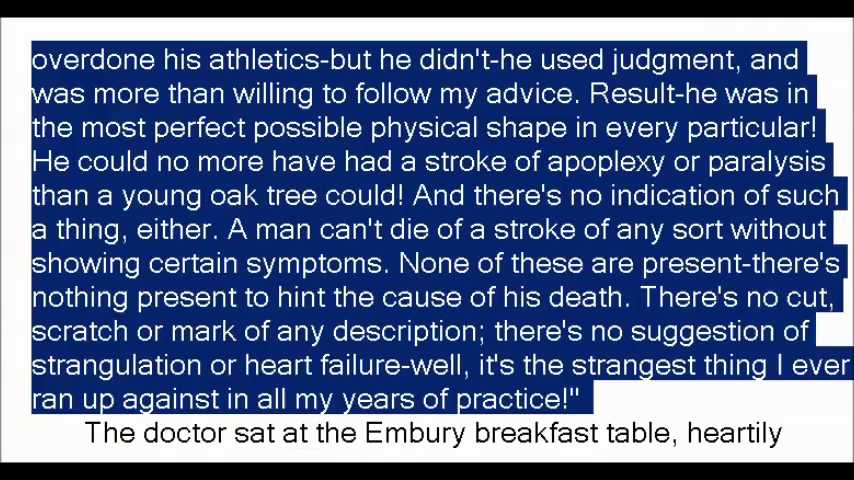 overdone his athletics-but he didn't-he used judgment, and
was more than willing to follow my advice. Result-he was in
the most perfect possible physical shape in every particular!
He could no more have had a stroke of apoplexy or paralysis
than a young oak tree could! And there's no indication of such
a thing, either. A man can't die of a stroke of any sort without
showing certain symptoms. None of these are present-there's
nothing present to hint the cause of his death. There's no cut,
scratch or mark of any description; there's no suggestion of
strangulation or heart failure-well, it's the strangest thing I ever
ran up against in all my years of practice!"
The doctor sat at the Embury breakfast table, heartily